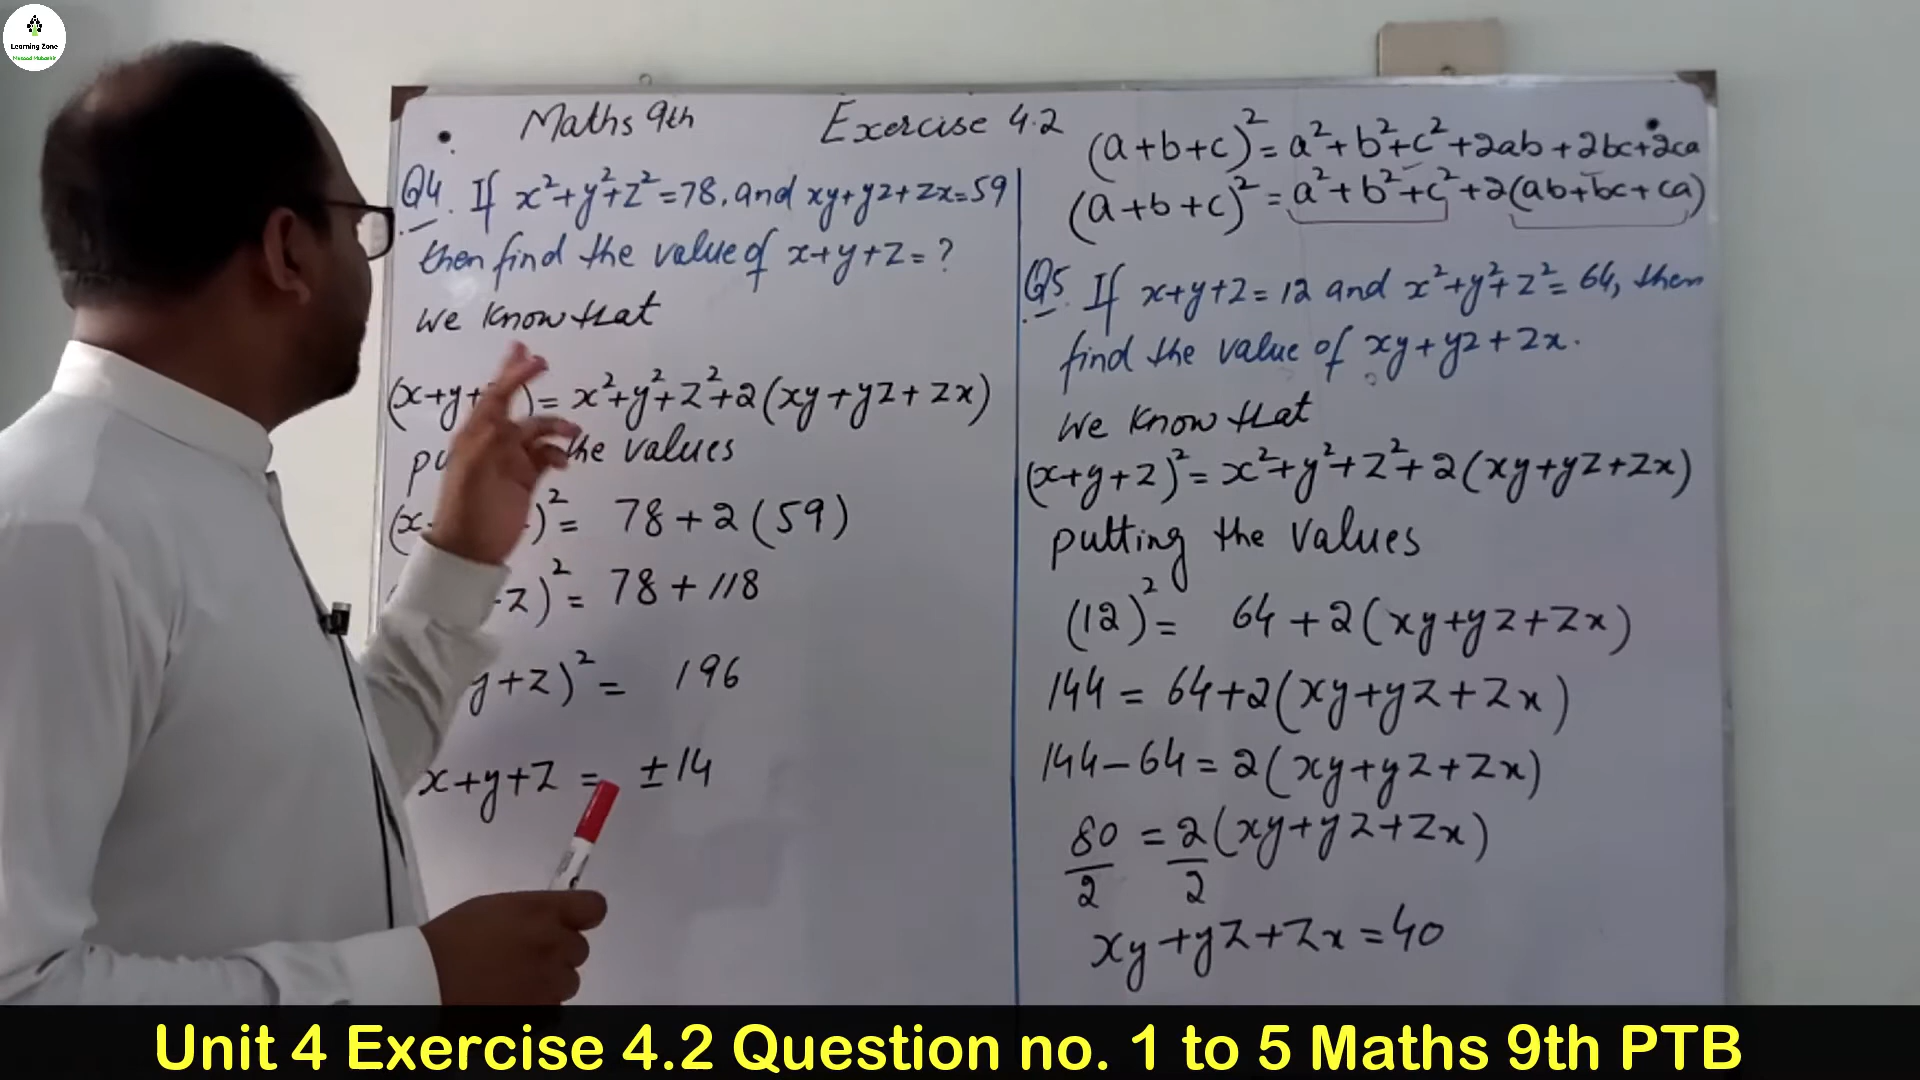 Learning Zone
Maths 9th Exercise 4.2
Q4. If x²+y²+z²=78, and xy+yz+zx=59
then find the value of x+y+z=?
We know that
(x+y+ )=x²+y²+z²+2(xy+yz+zx)
the values
(x )²= 78+2(59)
z)²= 78+118
y+z)²= 196
x+y+z = ±14
(a+b+c)²=a²+b²+c²+2ab+2bc+2ca
(a+b+c)²=a²+b²+c²+2(ab+bc+ca)
Q5. If x+y+z=12 and x²+y²+z²=64, then
find the value of xy+yz+zx.
We know that
(x+y+z)²=x²+y²+z²+2(xy+yz+zx)
putting the values
(12)²= 64+2(xy+yz+zx)
144=64+2(xy+yz+zx)
144-64=2(xy+yz+zx)
80/2=2/2(xy+yz+zx)
xy+yz+zx=40
Unit 4 Exercise 4.2 Question no. 1 to 5 Maths 9th PTB